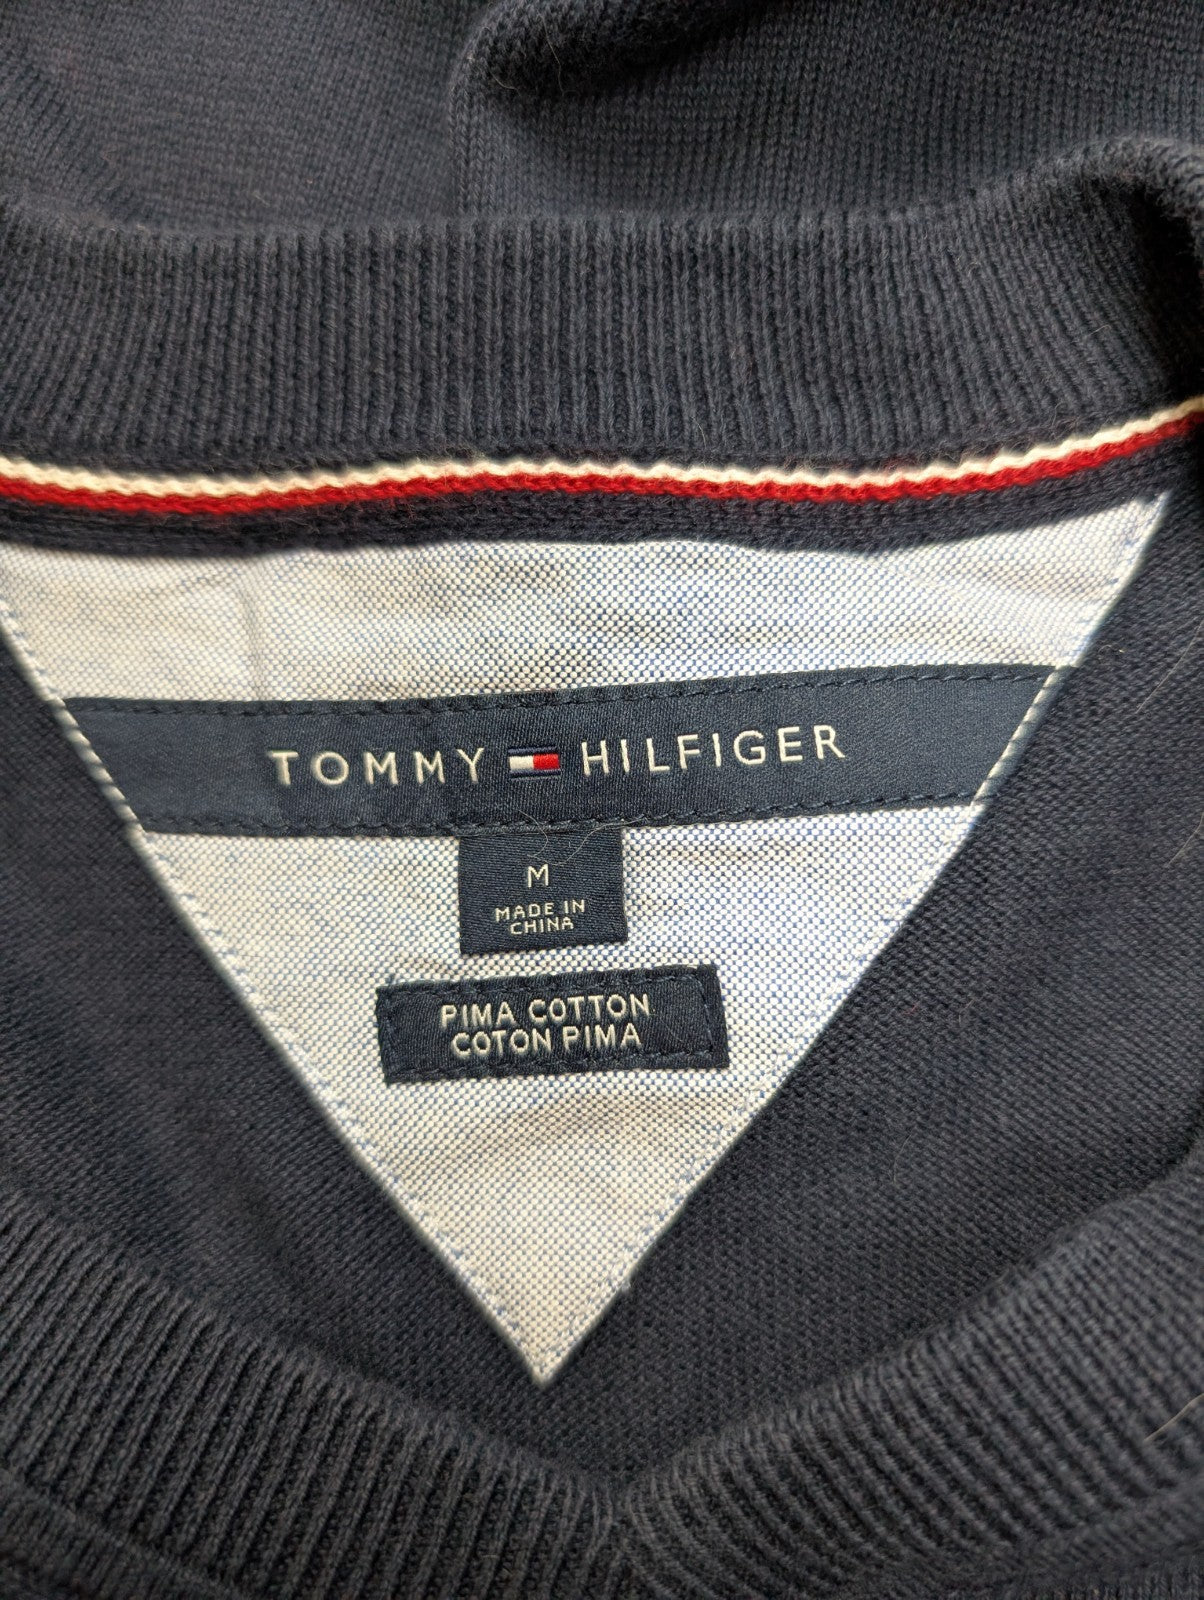 TOMMY HILFIGER
M
MADE IN
CHINA
PIMA COTTON
COTON PIMA